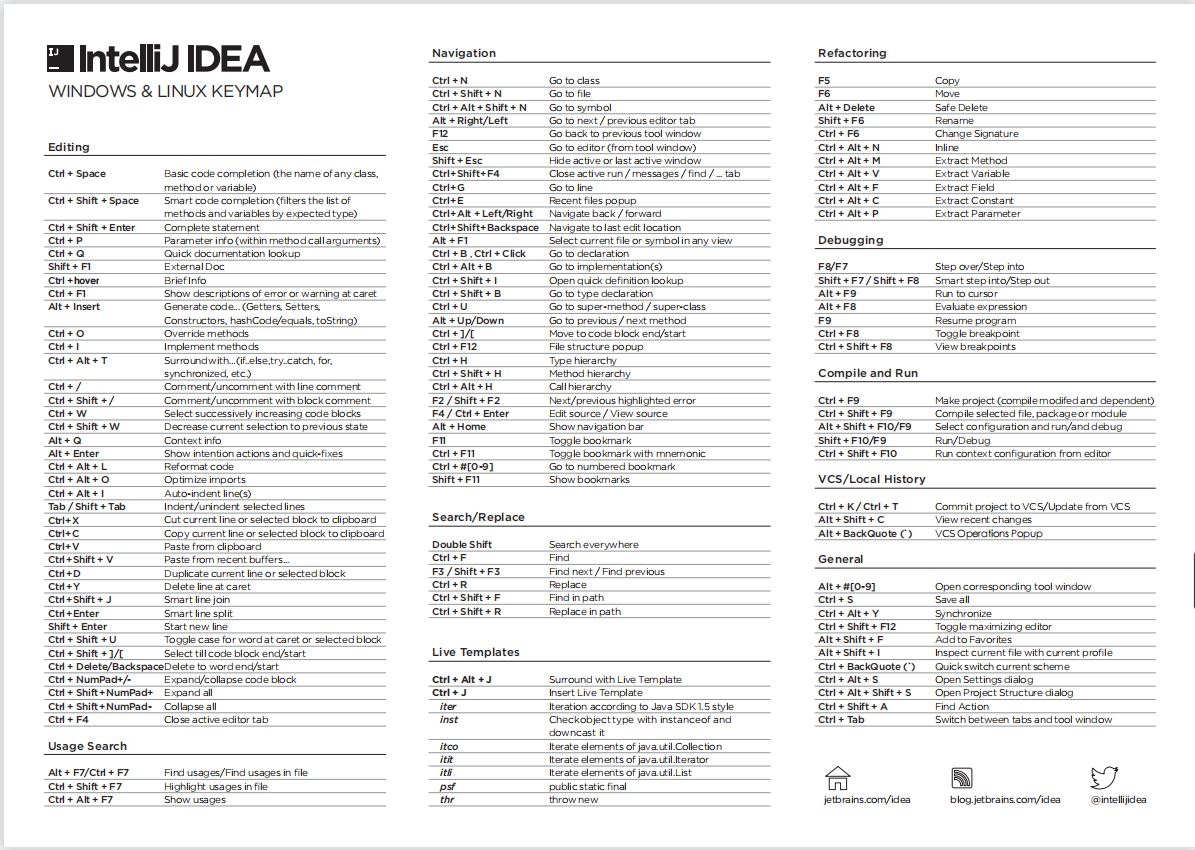 IJ IntelliJ IDEA
WINDOWS & LINUX KEYMAP
Editing
Ctrl + Space Basic code completion (the name of any class,
method or variable)
Ctrl + Shift + Space Smart code completion (filters the list of
methods and variables by expected type)
Ctrl + Shift + Enter Complete statement
Ctrl + P Parameter info (within method call arguments)
Ctrl + Q Quick documentation lookup
Shift + F1 External Doc
Ctrl +hover Brief Info
Ctrl + F1 Show descriptions of error or warning at caret
Alt + Insert Generate code... (Getters, Setters,
Constructors, hashCode/equals, toString)
Ctrl + O Override methods
Ctrl + I Implement methods
Ctrl + Alt + T Surround with...(if..else,try..catch, for,
synchronized, etc.)
Ctrl + / Comment/uncomment with line comment
Ctrl + Shift + / Comment/uncomment with block comment
Ctrl + W Select successively increasing code blocks
Ctrl + Shift + W Decrease current selection to previous state
Alt + Q Context info
Alt + Enter Show intention actions and quick-fixes
Ctrl + Alt + L Reformat code
Ctrl + Alt + O Optimize imports
Ctrl + Alt + I Auto-indent line(s)
Tab / Shift + Tab Indent/unindent selected lines
Ctrl+X Cut current line or selected block to clipboard
Ctrl+C Copy current line or selected block to clipboard
Ctrl+V Paste from clipboard
Ctrl+Shift + V Paste from recent buffers...
Ctrl+D Duplicate current line or selected block
Ctrl+Y Delete line at caret
Ctrl+Shift + J Smart line join
Ctrl+Enter Smart line split
Shift + Enter Start new line
Ctrl + Shift + U Toggle case for word at caret or selected block
Ctrl + Shift + ]/[ Select till code block end/start
Ctrl + Delete/Backspace Delete to word end/start
Ctrl + NumPad+/- Expand/collapse code block
Ctrl + Shift+NumPad+ Expand all
Ctrl + Shift+NumPad- Collapse all
Ctrl + F4 Close active editor tab
Usage Search
Alt + F7/Ctrl + F7 Find usages/Find usages in file
Ctrl + Shift + F7 Highlight usages in file
Ctrl + Alt + F7 Show usages
Navigation
Ctrl + N Go to class
Ctrl + Shift + N Go to file
Ctrl + Alt + Shift + N Go to symbol
Alt + Right/Left Go to next / previous editor tab
F12 Go back to previous tool window
Esc Go to editor (from tool window)
Shift + Esc Hide active or last active window
Ctrl+Shift+F4 Close active run / messages / find / ... tab
Ctrl+G Go to line
Ctrl+E Recent files popup
Ctrl+Alt + Left/Right Navigate back / forward
Ctrl+Shift+Backspace Navigate to last edit location
Alt + F1 Select current file or symbol in any view
Ctrl + B , Ctrl + Click Go to declaration
Ctrl + Alt + B Go to implementation(s)
Ctrl + Shift + I Open quick definition lookup
Ctrl + Shift + B Go to type declaration
Ctrl + U Go to super-method / super-class
Alt + Up/Down Go to previous / next method
Ctrl + ]/[ Move to code block end/start
Ctrl + F12 File structure popup
Ctrl + H Type hierarchy
Ctrl + Shift + H Method hierarchy
Ctrl + Alt + H Call hierarchy
F2 / Shift + F2 Next/previous highlighted error
F4 / Ctrl + Enter Edit source / View source
Alt + Home Show navigation bar
F11 Toggle bookmark
Ctrl + F11 Toggle bookmark with mnemonic
Ctrl + #[0-9] Go to numbered bookmark
Shift + F11 Show bookmarks
Search/Replace
Double Shift Search everywhere
Ctrl + F Find
F3 / Shift + F3 Find next / Find previous
Ctrl + R Replace
Ctrl + Shift + F Find in path
Ctrl + Shift + R Replace in path
Live Templates
Ctrl + Alt + J Surround with Live Template
Ctrl + J Insert Live Template
iter Iteration according to Java SDK 1.5 style
inst Check object type with instanceof and
downcast it
itco Iterate elements of java.util.Collection
itit Iterate elements of java.util.Iterator
itli Iterate elements of java.util.List
psf public static final
thr throw new
Refactoring
F5 Copy
F6 Move
Alt + Delete Safe Delete
Shift + F6 Rename
Ctrl + F6 Change Signature
Ctrl + Alt + N Inline
Ctrl + Alt + M Extract Method
Ctrl + Alt + V Extract Variable
Ctrl + Alt + F Extract Field
Ctrl + Alt + C Extract Constant
Ctrl + Alt + P Extract Parameter
Debugging
F8/F7 Step over/Step into
Shift + F7 / Shift + F8 Smart step into/Step out
Alt + F9 Run to cursor
Alt + F8 Evaluate expression
F9 Resume program
Ctrl + F8 Toggle breakpoint
Ctrl + Shift + F8 View breakpoints
Compile and Run
Ctrl + F9 Make project (compile modifed and dependent)
Ctrl + Shift + F9 Compile selected file, package or module
Alt + Shift + F10/F9 Select configuration and run/and debug
Shift + F10/F9 Run/Debug
Ctrl + Shift + F10 Run context configuration from editor
VCS/Local History
Ctrl + K / Ctrl + T Commit project to VCS/Update from VCS
Alt + Shift + C View recent changes
Alt + BackQuote (`) VCS Operations Popup
General
Alt + #[0-9] Open corresponding tool window
Ctrl + S Save all
Ctrl + Alt + Y Synchronize
Ctrl + Shift + F12 Toggle maximizing editor
Alt + Shift + F Add to Favorites
Alt + Shift + I Inspect current file with current profile
Ctrl + BackQuote (`) Quick switch current scheme
Ctrl + Alt + S Open Settings dialog
Ctrl + Alt + Shift + S Open Project Structure dialog
Ctrl + Shift + A Find Action
Ctrl + Tab Switch between tabs and tool window
jetbrains.com/idea blog.jetbrains.com/idea @intellijidea